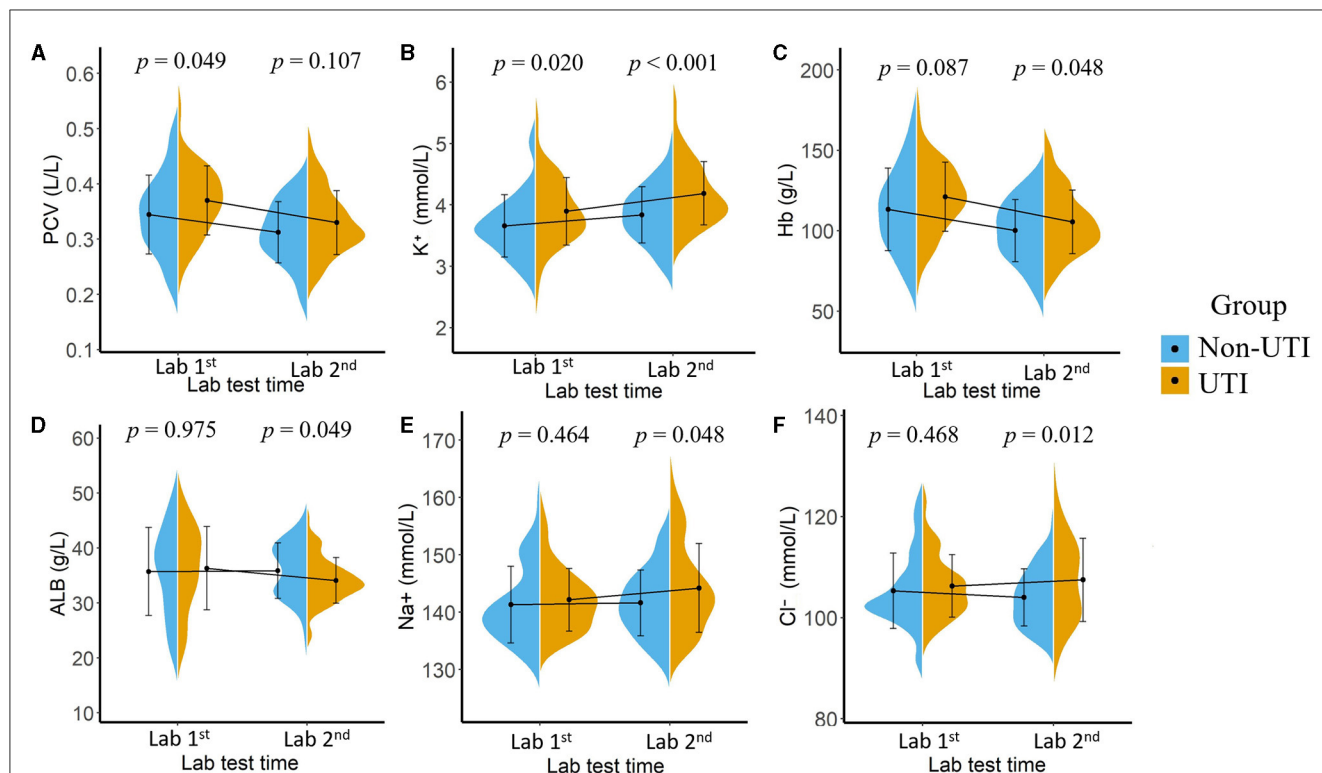 A
p = 0.049
p = 0.107
0.6
0.5
0.4
0.3
0.2
0.1
PCV (L/L)
Lab 1st
Lab 2nd
Lab test time
B
p = 0.020
p < 0.001
6
5
4
3
2
K⁺ (mmol/L)
Lab 1st
Lab 2nd
Lab test time
C
p = 0.087
p = 0.048
200
150
100
50
Hb (g/L)
Lab 1st
Lab 2nd
Lab test time
Group
Non-UTI
UTI
D
p = 0.975
p = 0.049
60
50
40
30
20
10
ALB (g/L)
Lab 1st
Lab 2nd
Lab test time
E
p = 0.464
p = 0.048
170
160
150
140
130
Na+ (mmol/L)
Lab 1st
Lab 2nd
Lab test time
F
p = 0.468
p = 0.012
140
120
100
80
Cl⁻ (mmol/L)
Lab 1st
Lab 2nd
Lab test time